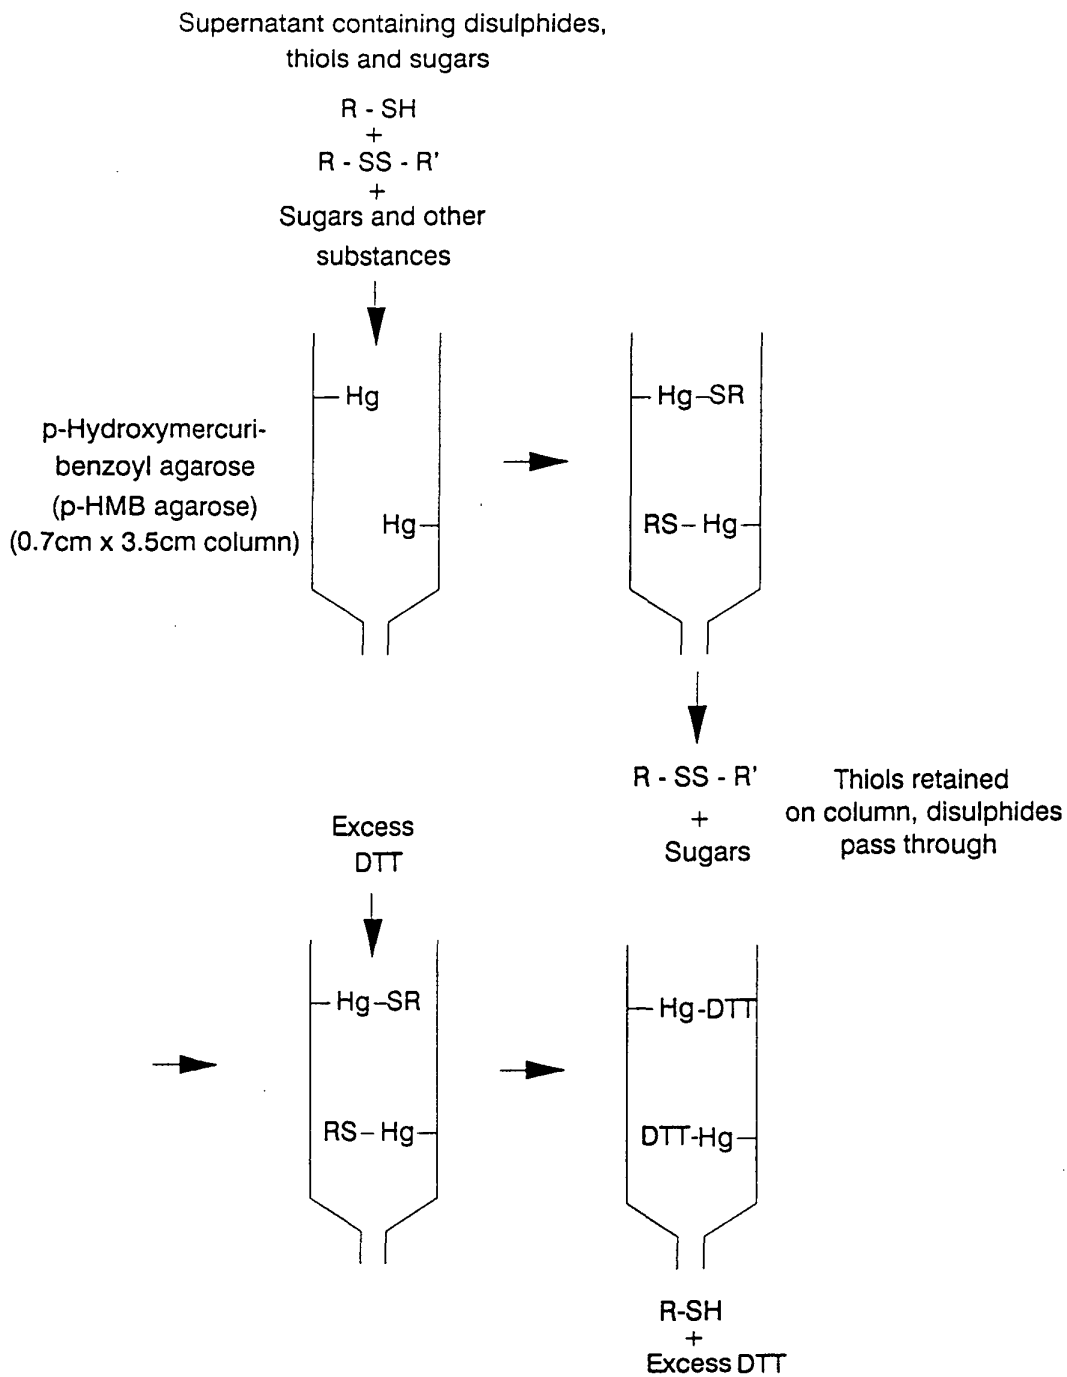 Supernatant containing disulphides,
thiols and sugars
R - SH
+
R - SS - R'
+
Sugars and other
substances
Hg
p-Hydroxymercuri-
benzoyl agarose
(p-HMB agarose)
(0.7cm x 3.5cm column)
Hg
Hg-SR
RS- Hg
R - SS - R'
+
Sugars
Thiols retained
on column, disulphides
pass through
Excess
DTT
Hg-SR
RS- Hg
Hg-DTT
DTT-Hg
R-SH
+
Excess DTT